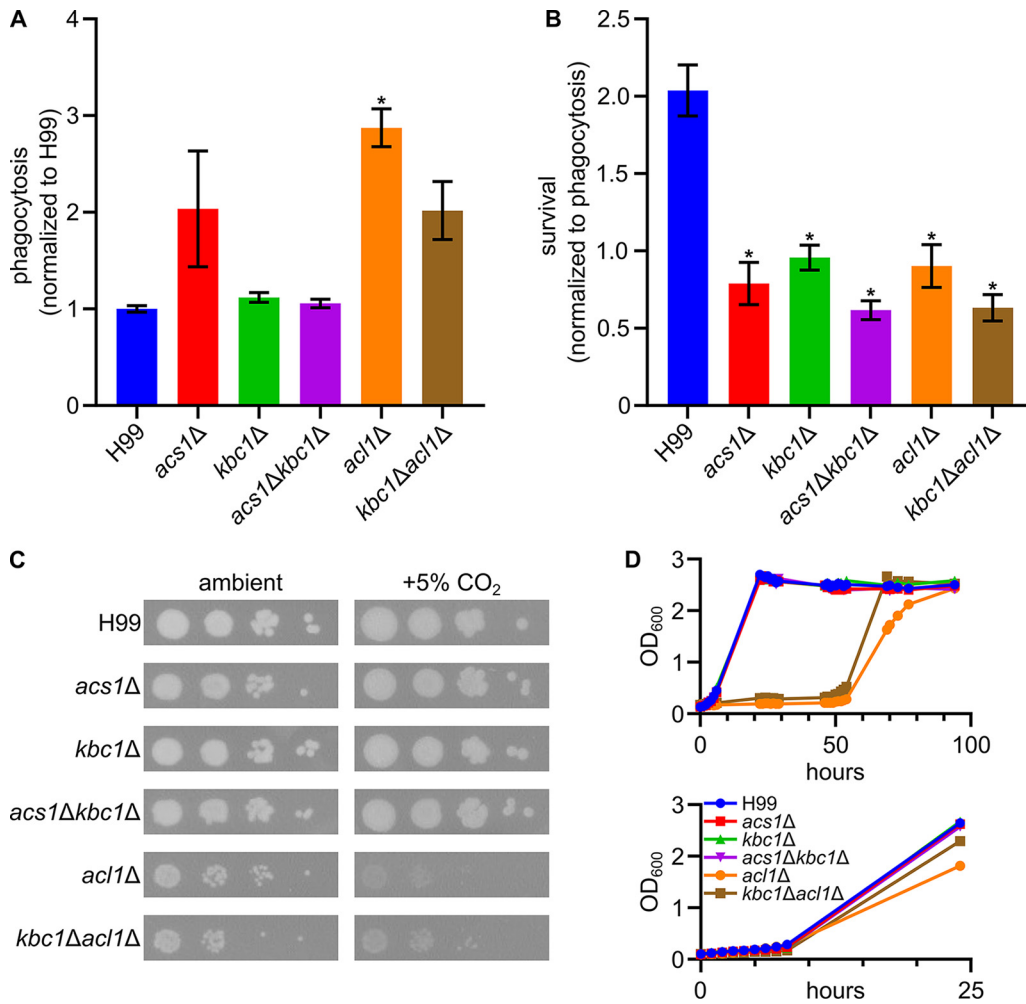 A
phagocytosis
(normalized to H99)
4
3
2
1
0
*
H99
acs1Δ
kbc1Δ
acs1Δkbc1Δ
acl1Δ
kbc1Δacl1Δ
B
survival
(normalized to phagocytosis)
2.5
2.0
1.5
1.0
0.5
0
*
*
*
*
*
H99
acs1Δ
kbc1Δ
acs1Δkbc1Δ
acl1Δ
kbc1Δacl1Δ
C
ambient
+5% CO₂
H99
acs1Δ
kbc1Δ
acs1Δkbc1Δ
acl1Δ
kbc1Δacl1Δ
D
OD₆₀₀
3
2
1
0
0
50
100
hours
OD₆₀₀
3
2
1
0
H99
acs1Δ
kbc1Δ
acs1Δkbc1Δ
acl1Δ
kbc1Δacl1Δ
0
25
hours